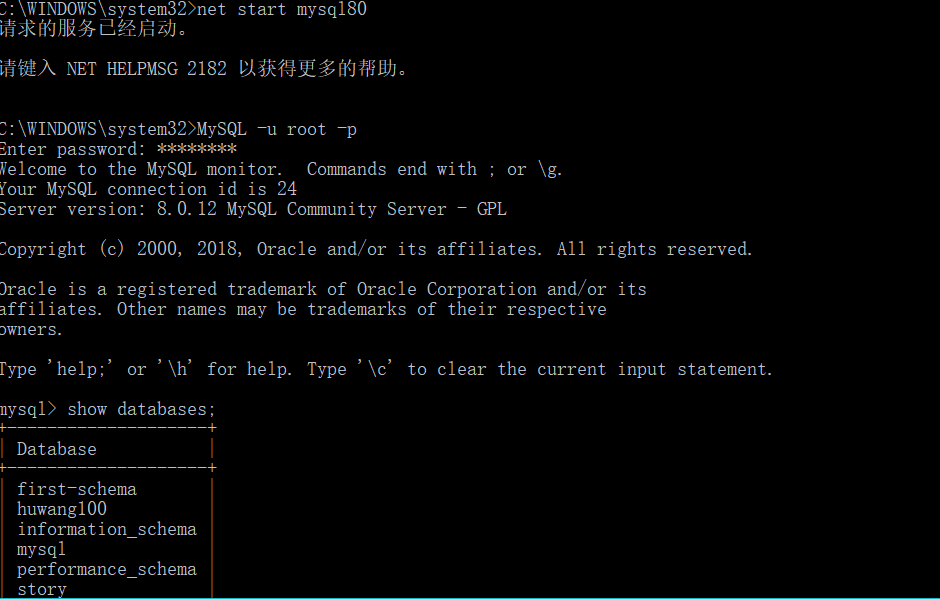 C:\WINDOWS\system32>net start mysql80
请求的服务已经启动。
请键入 NET HELPMSG 2182 以获得更多的帮助。
C:\WINDOWS\system32>MySQL -u root -p
Enter password: ********
Welcome to the MySQL monitor.  Commands end with ; or \g.
Your MySQL connection id is 24
Server version: 8.0.12 MySQL Community Server - GPL
Copyright (c) 2000, 2018, Oracle and/or its affiliates. All rights reserved.
Oracle is a registered trademark of Oracle Corporation and/or its
affiliates. Other names may be trademarks of their respective
owners.
Type 'help;' or '\h' for help. Type '\c' to clear the current input statement.
mysql> show databases;
+--------------------+
| Database           |
+--------------------+
| first-schema       |
| huwang100          |
| information_schema |
| mysql              |
| performance_schema |
| story              |